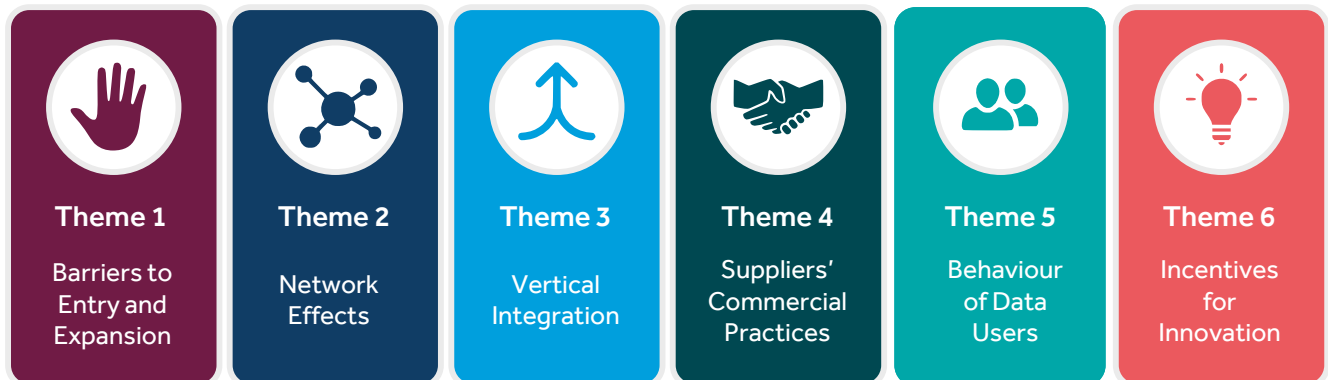 Theme 1
Barriers to
Entry and
Expansion
Theme 2
Network
Effects
Theme 3
Vertical
Integration
Theme 4
Suppliers’
Commercial
Practices
Theme 5
Behaviour
of Data
Users
Theme 6
Incentives
for
Innovation